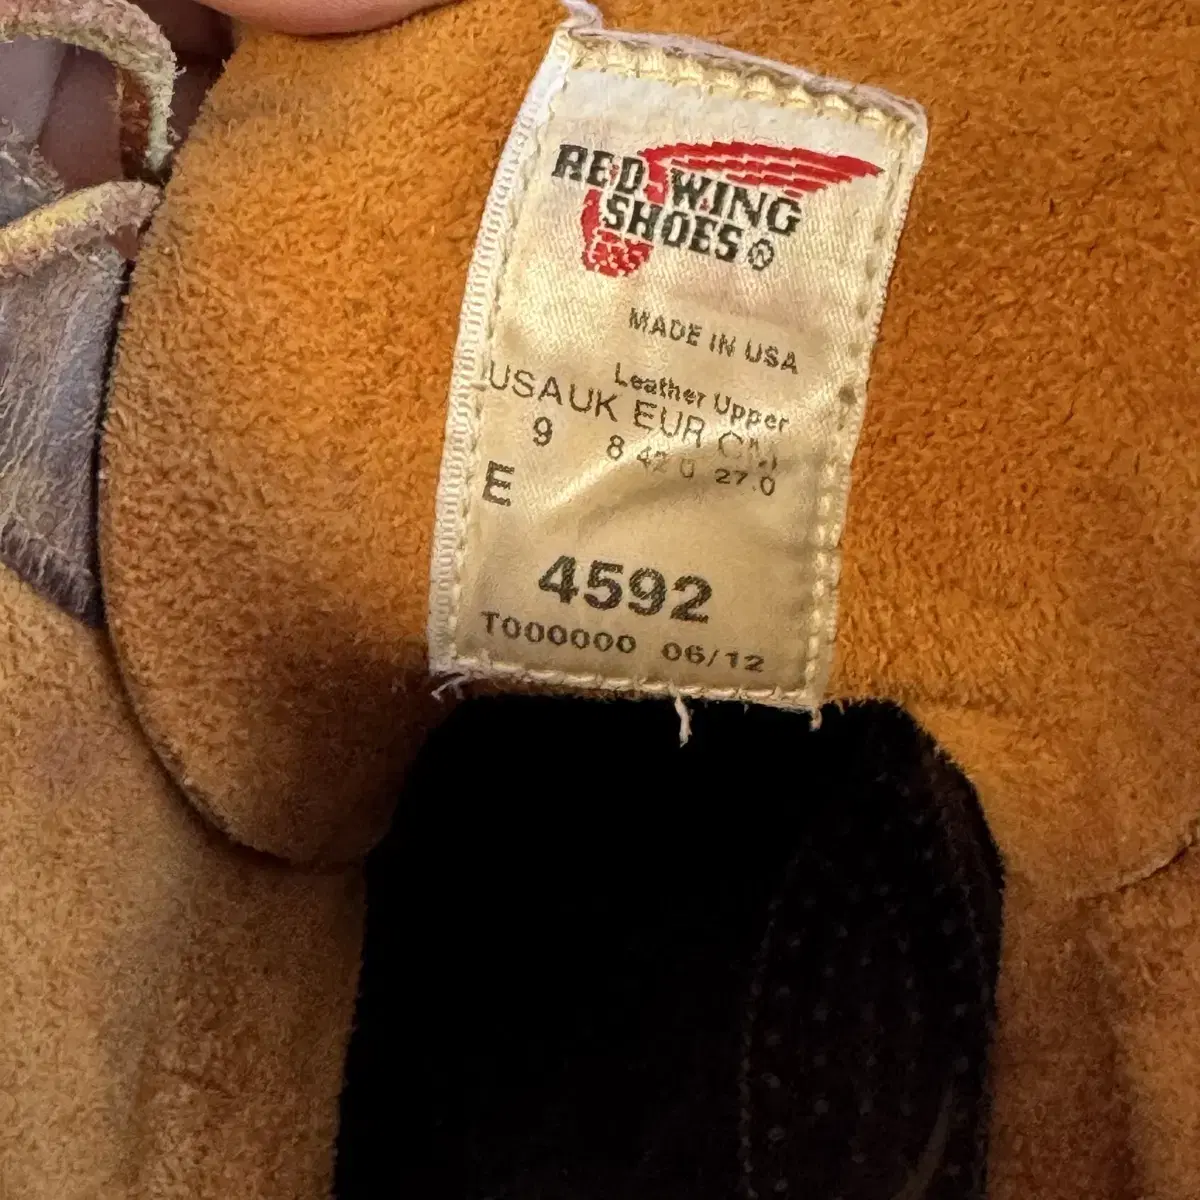 RED WING
SHOES®
MADE IN USA
Leather Upper
USA UK EUR CM
9 8 42.0 27.0
E
4592
T000000 06/12